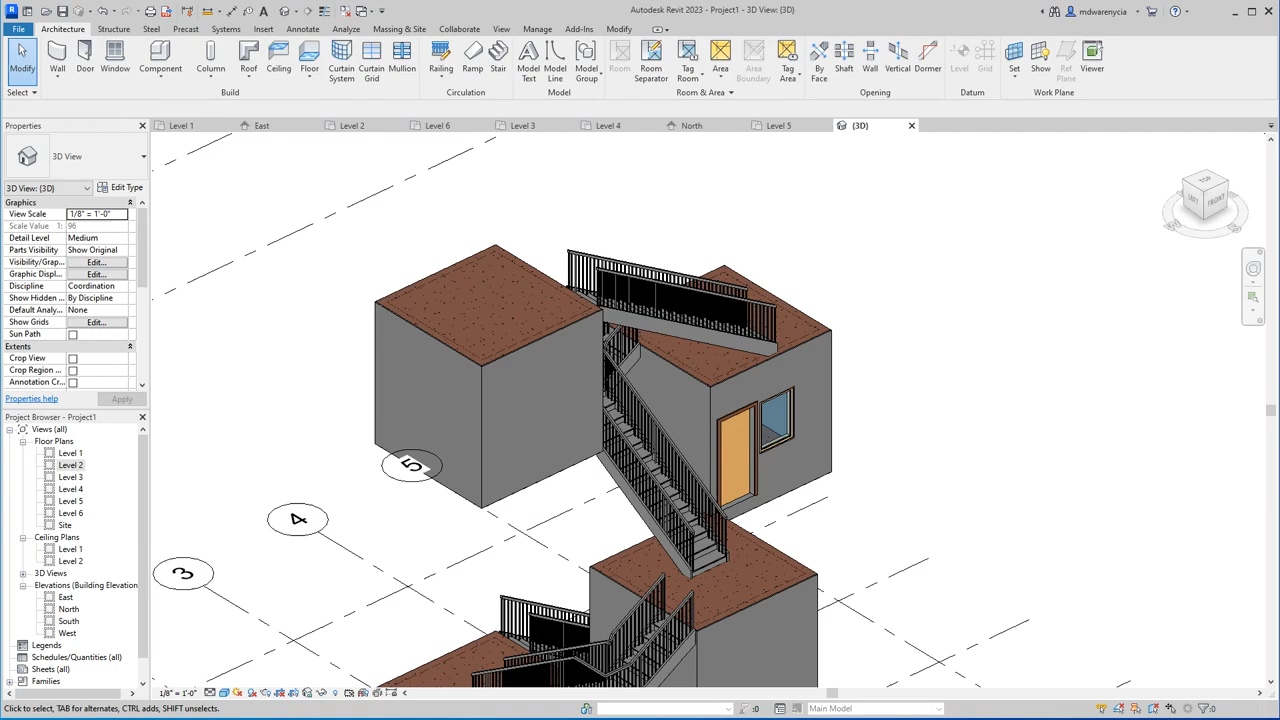 Autodesk Revit 2023 - Project1 - 3D View: {3D}
mdwarenycia
File Architecture Structure Steel Precast Systems Insert Annotate Analyze Massing & Site Collaborate View Manage Add-Ins Modify
Modify Wall Door Window Component Column Roof Ceiling Floor Curtain System Curtain Grid Mullion Railing Ramp Stair Model Text Model Line Model Group Room Room Separator Tag Room Area Area Boundary Tag Area By Face Shaft Wall Vertical Dormer Level Grid Set Show Ref Plane Viewer
Select Build Circulation Model Room & Area Opening Datum Work Plane
Properties
Level 1 East Level 2 Level 6 Level 3 Level 4 North Level 5 {3D}
3D View
3D View: {3D} Edit Type
Graphics
View Scale 1/8" = 1'-0"
Scale Value 1: 96
Detail Level Medium
Parts Visibility Show Original
Visibility/Grap... Edit...
Graphic Displ... Edit...
Discipline Coordination
Show Hidden ... By Discipline
Default Analy... None
Show Grids Edit...
Sun Path
Extents
Crop View
Crop Region ...
Annotation Cr...
Properties help Apply
Project Browser - Project1
Views (all)
Floor Plans
Level 1
Level 2
Level 3
Level 4
Level 5
Level 6
Site
Ceiling Plans
Level 1
Level 2
3D Views
Elevations (Building Elevation
East
North
South
West
Legends
Schedules/Quantities (all)
Sheets (all)
Families
TOP
LEFT FRONT
5
4
3
1/8" = 1'-0"
Click to select, TAB for alternates, CTRL adds, SHIFT unselects.
:0
Main Model
:0